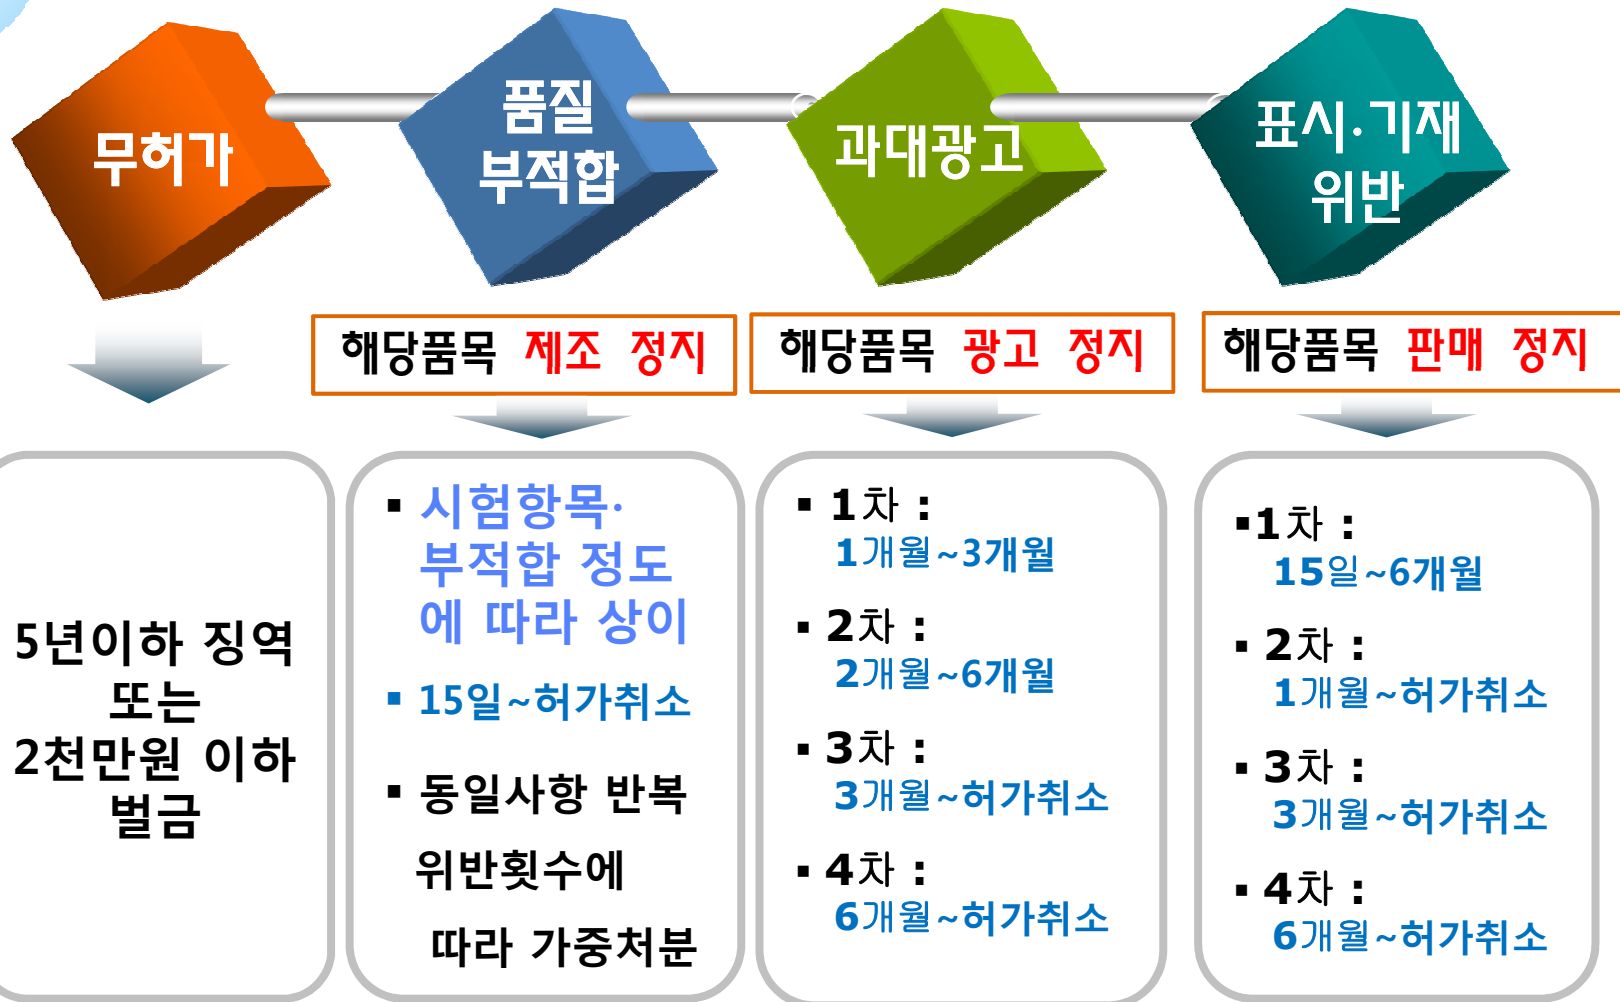 무허가
품질
부적합
과대광고
표시·기재
위반
해당품목 제조 정지
해당품목 광고 정지
해당품목 판매 정지
5년이하 징역
또는
2천만원 이하
벌금
▪ 시험항목·
부적합 정도
에 따라 상이
▪ 15일~허가취소
▪ 동일사항 반복
위반횟수에
따라 가중처분
▪ 1차 :
1개월~3개월
▪ 2차 :
2개월~6개월
▪ 3차 :
3개월~허가취소
▪ 4차 :
6개월~허가취소
▪1차 :
15일~6개월
▪ 2차 :
1개월~허가취소
▪ 3차 :
3개월~허가취소
▪ 4차 :
6개월~허가취소